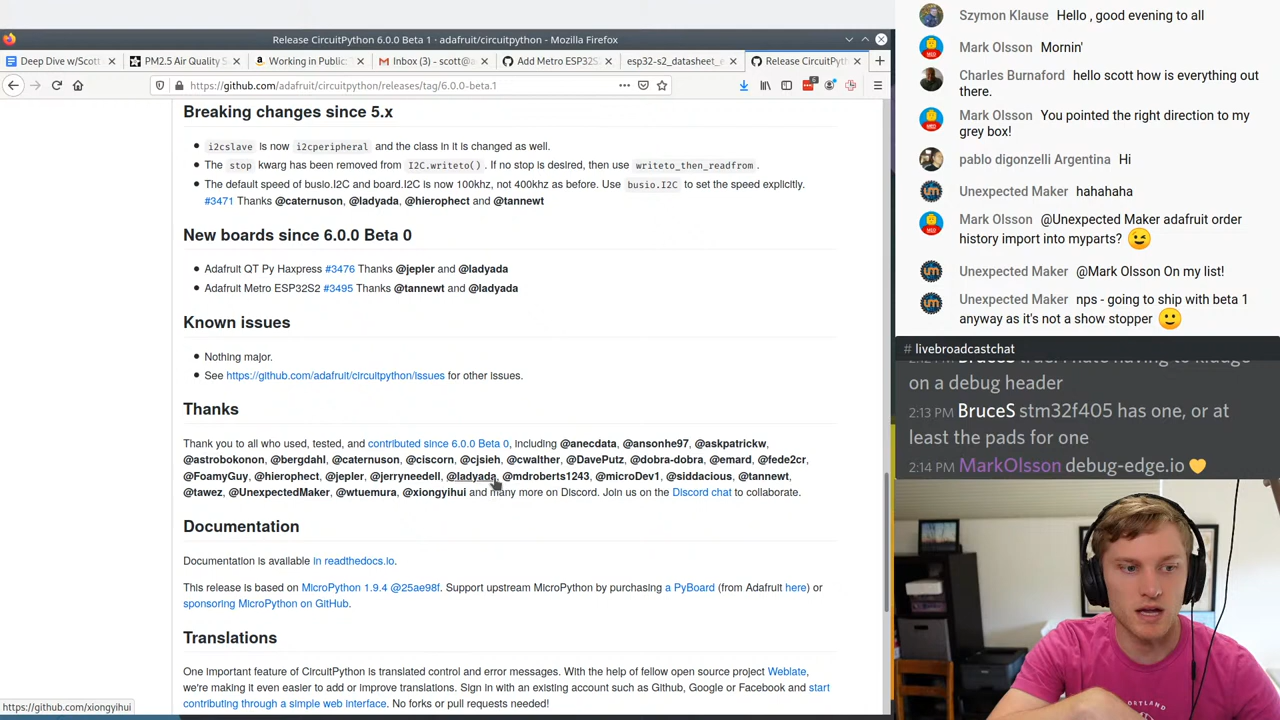 Release CircuitPython 6.0.0 Beta 1 · adafruit/circuitpython - Mozilla Firefox
Deep Dive w/Scott
PM2.5 Air Quality S
Working in Public:
Inbox (3) - scott@a
Add Metro ESP32S
esp32-s2_datasheet_e
Release CircuitPy
https://github.com/adafruit/circuitpython/releases/tag/6.0.0-beta.1
Breaking changes since 5.x
• i2cslave is now i2cperipheral and the class in it is changed as well.
• The stop kwarg has been removed from I2C.writeto(). If no stop is desired, then use writeto_then_readfrom.
• The default speed of busio.I2C and board.I2C is now 100khz, not 400khz as before. Use busio.I2C to set the speed explicitly.
#3471 Thanks @caternuson, @ladyada, @hierophect and @tannewt
New boards since 6.0.0 Beta 0
• Adafruit QT Py Haxpress #3476 Thanks @jepler and @ladyada
• Adafruit Metro ESP32S2 #3495 Thanks @tannewt and @ladyada
Known issues
• Nothing major.
• See https://github.com/adafruit/circuitpython/issues for other issues.
Thanks
Thank you to all who used, tested, and contributed since 6.0.0 Beta 0, including @anecdata, @ansonhe97, @askpatrickw,
@astrobokonon, @bergdahl, @caternuson, @ciscorn, @cjsieh, @cwalther, @DavePutz, @dobra-dobra, @emard, @fede2cr,
@FoamyGuy, @hierophect, @jepler, @jerryneedell, @ladyada, @mdroberts1243, @microDev1, @siddacious, @tannewt,
@tawez, @UnexpectedMaker, @wtuemura, @xiongyihui and many more on Discord. Join us on the Discord chat to collaborate.
Documentation
Documentation is available in readthedocs.io.
This release is based on MicroPython 1.9.4 @25ae98f. Support upstream MicroPython by purchasing a PyBoard (from Adafruit here) or
sponsoring MicroPython on GitHub.
Translations
One important feature of CircuitPython is translated control and error messages. With the help of fellow open source project Weblate,
we're making it even easier to add or improve translations. Sign in with an existing account such as Github, Google or Facebook and start
contributing through a simple web interface. No forks or pull requests needed!
https://github.com/xiongyihui
Szymon Klause Hello , good evening to all
Mark Olsson Mornin'
Charles Burnaford hello scott how is everything out
there.
Mark Olsson You pointed the right direction to my
grey box!
pablo digonzelli Argentina Hi
Unexpected Maker hahahaha
Mark Olsson @Unexpected Maker adafruit order
history import into myparts? 😉
Unexpected Maker @Mark Olsson On my list!
Unexpected Maker nps - going to ship with beta 1
anyway as it's not a show stopper 🙂
# livebroadcastchat
on a debug header
2:13 PM BruceS stm32f405 has one, or at
least the pads for one
2:14 PM MarkOlsson debug-edge.io 💛